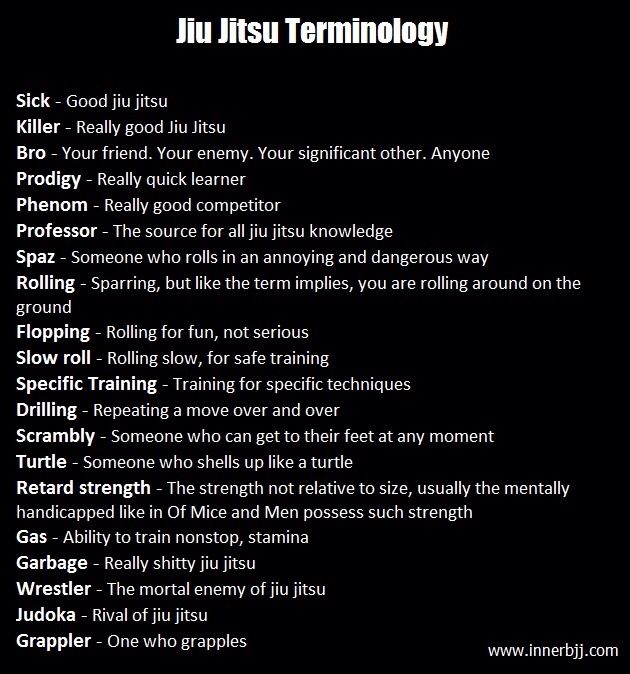 Jiu Jitsu Terminology
Sick - Good jiu jitsu
Killer - Really good Jiu Jitsu
Bro - Your friend. Your enemy. Your significant other. Anyone
Prodigy - Really quick learner
Phenom - Really good competitor
Professor - The source for all jiu jitsu knowledge
Spaz - Someone who rolls in an annoying and dangerous way
Rolling - Sparring, but like the term implies, you are rolling around on the
ground
Flopping - Rolling for fun, not serious
Slow roll - Rolling slow, for safe training
Specific Training - Training for specific techniques
Drilling - Repeating a move over and over
Scrambly - Someone who can get to their feet at any moment
Turtle - Someone who shells up like a turtle
Retard strength - The strength not relative to size, usually the mentally
handicapped like in Of Mice and Men possess such strength
Gas - Ability to train nonstop, stamina
Garbage - Really shitty jiu jitsu
Wrestler - The mortal enemy of jiu jitsu
Judoka - Rival of jiu jitsu
Grappler - One who grapples
www.innerbjj.com